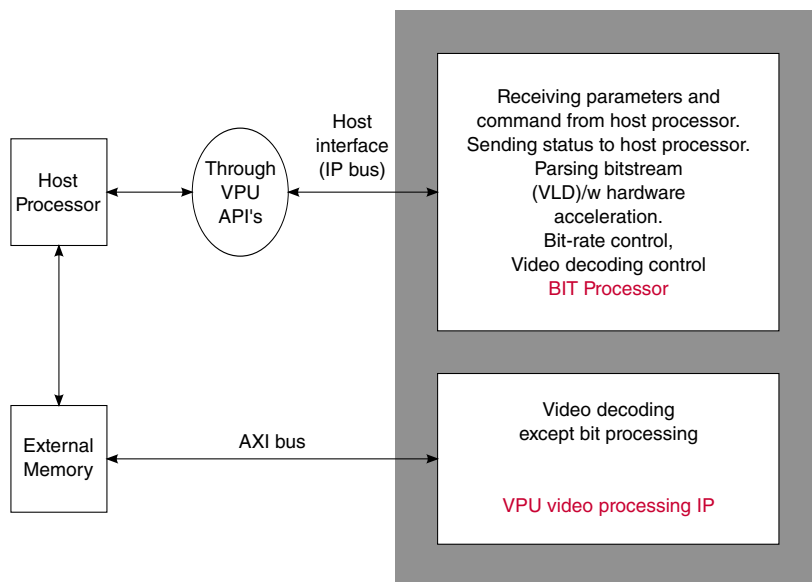 Host
Processor
Through
VPU
API's
Host
interface
(IP bus)
Receiving parameters and
command from host processor.
Sending status to host processor.
Parsing bitstream
(VLD)/w hardware
acceleration.
Bit-rate control,
Video decoding control
BIT Processor
External
Memory
AXI bus
Video decoding
except bit processing
VPU video processing IP